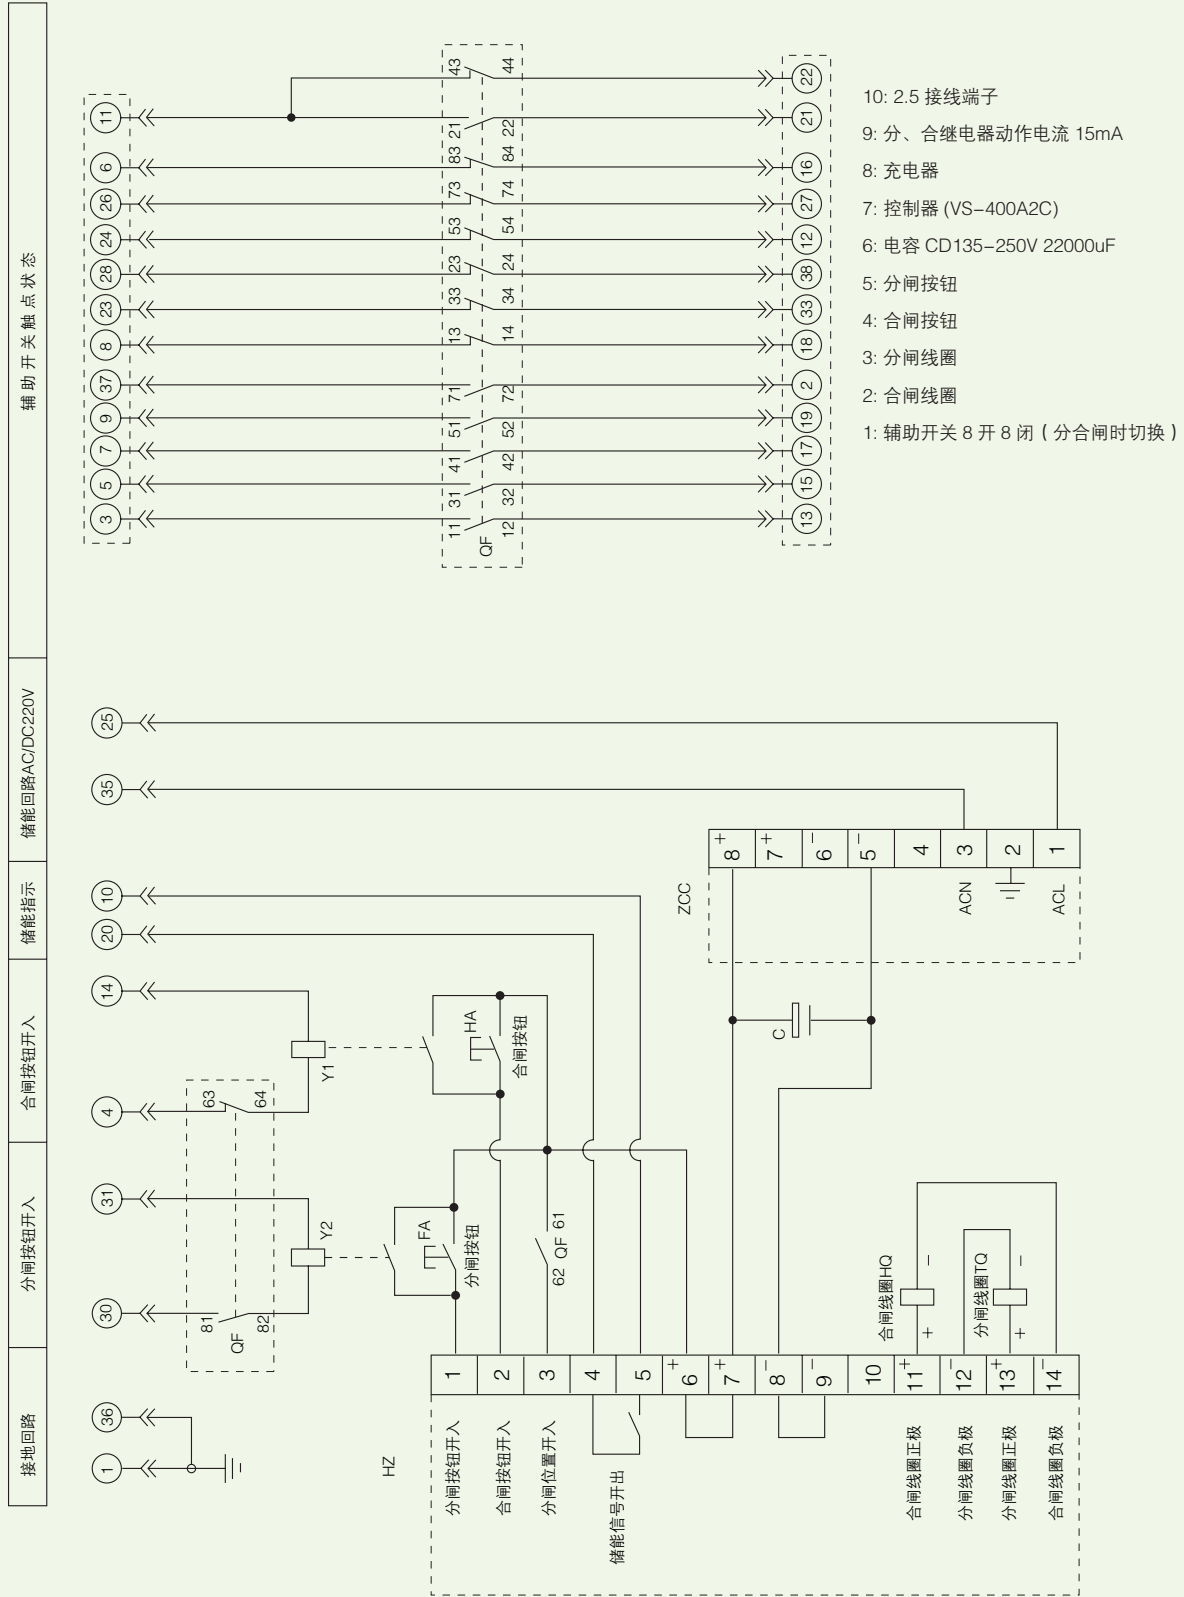 辅助开关触点状态
储能回路AC/DC220V
储能指示
合闸按钮开入
分闸按钮开入
接地回路
43 44 22
11 21 22 21
6 83 84 16
26 73 74 27
24 53 54 12
28 23 24 38
23 33 34 33
8 13 14 18
37 71 72 2
9 51 52 19
7 41 42 17
5 31 32 15
3 11 12 13
QF
10: 2.5 接线端子
9: 分、合继电器动作电流 15mA
8: 充电器
7: 控制器 (VS-400A2C)
6: 电容 CD135-250V 22000uF
5: 分闸按钮
4: 合闸按钮
3: 分闸线圈
2: 合闸线圈
1: 辅助开关 8 开 8 闭（分合闸时切换）
25
35
10
20
14
4
31
30
36
1
63 64
81 82
QF
Y1
Y2
HA
合闸按钮
FA
分闸按钮
62 QF 61
C
ZCC
8+ 7+ 6- 5- 4 3 2 1
ACN
ACL
合闸线圈HQ
+ -
分闸线圈TQ
+ -
HZ
1 2 3 4 5 6+ 7+ 8- 9- 10 11+ 12- 13+ 14-
分闸按钮开入
合闸按钮开入
分闸位置开入
储能信号开出
合闸线圈正极
分闸线圈负极
分闸线圈正极
合闸线圈负极